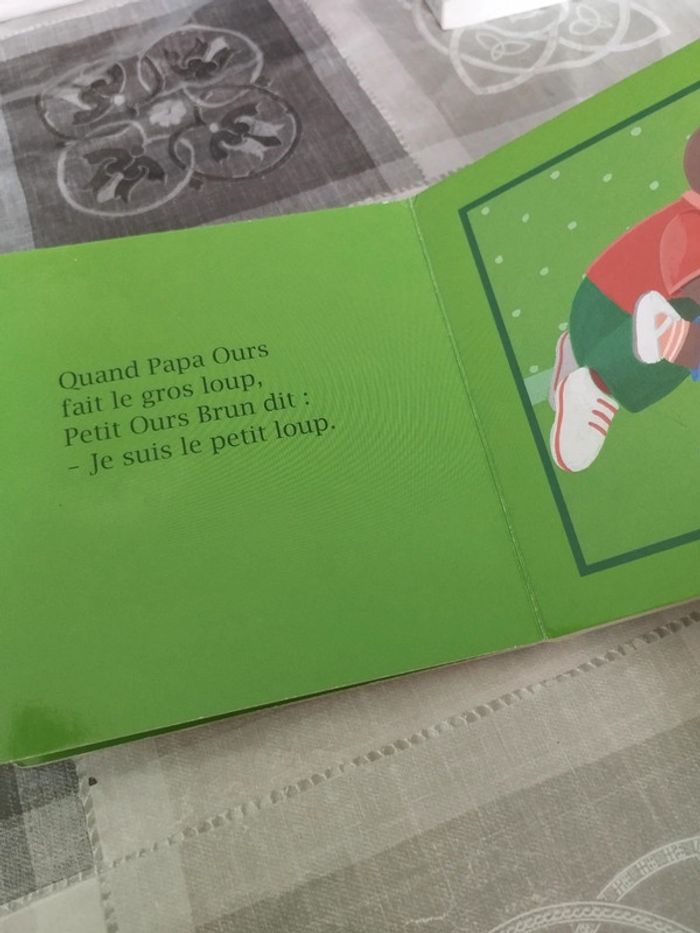 Quand Papa Ours
fait le gros loup,
Petit Ours Brun dit :
– Je suis le petit loup.